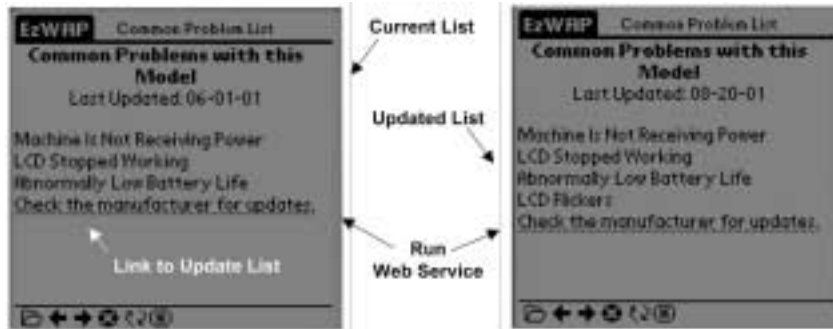 EzWAP Common Problem List
Common Problems with this
Model
Last Updated: 06-01-01
Machine Is Not Receiving Power
LCD Stopped Working
Abnormally Low Battery Life
Check the manufacturer for updates.
Link to Update List
Current List
Updated List
Run
Web Service
EzWAP Common Problem List
Common Problems with this
Model
Last Updated: 08-20-01
Machine Is Not Receiving Power
LCD Stopped Working
Abnormally Low Battery Life
LCD Flickers
Check the manufacturer for updates.